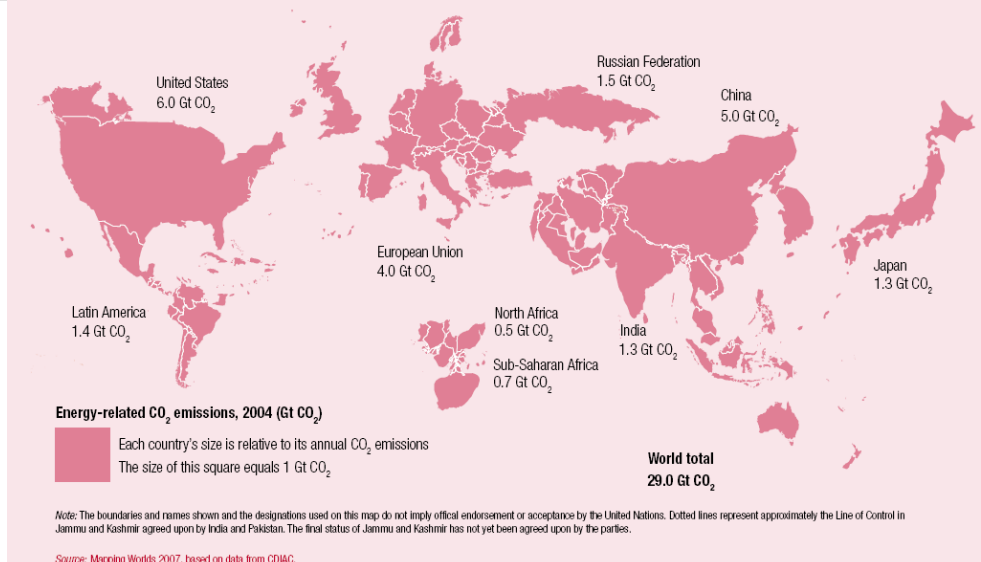 United States
6.0 Gt CO₂
Russian Federation
1.5 Gt CO₂
China
5.0 Gt CO₂
European Union
4.0 Gt CO₂
Japan
1.3 Gt CO₂
Latin America
1.4 Gt CO₂
North Africa
0.5 Gt CO₂
India
1.3 Gt CO₂
Sub-Saharan Africa
0.7 Gt CO₂
Energy-related CO₂ emissions, 2004 (Gt CO₂)
Each country's size is relative to its annual CO₂ emissions
The size of this square equals 1 Gt CO₂
World total
29.0 Gt CO₂
Note: The boundaries and names shown and the designations used on this map do not imply offical endorsement or acceptance by the United Nations. Dotted lines represent approximately the Line of Control in
Jammu and Kashmir agreed upon by India and Pakistan. The final status of Jammu and Kashmir has not yet been agreed upon by the parties.
Source: Mapping Worlds 2007, based on data from CDIAC.